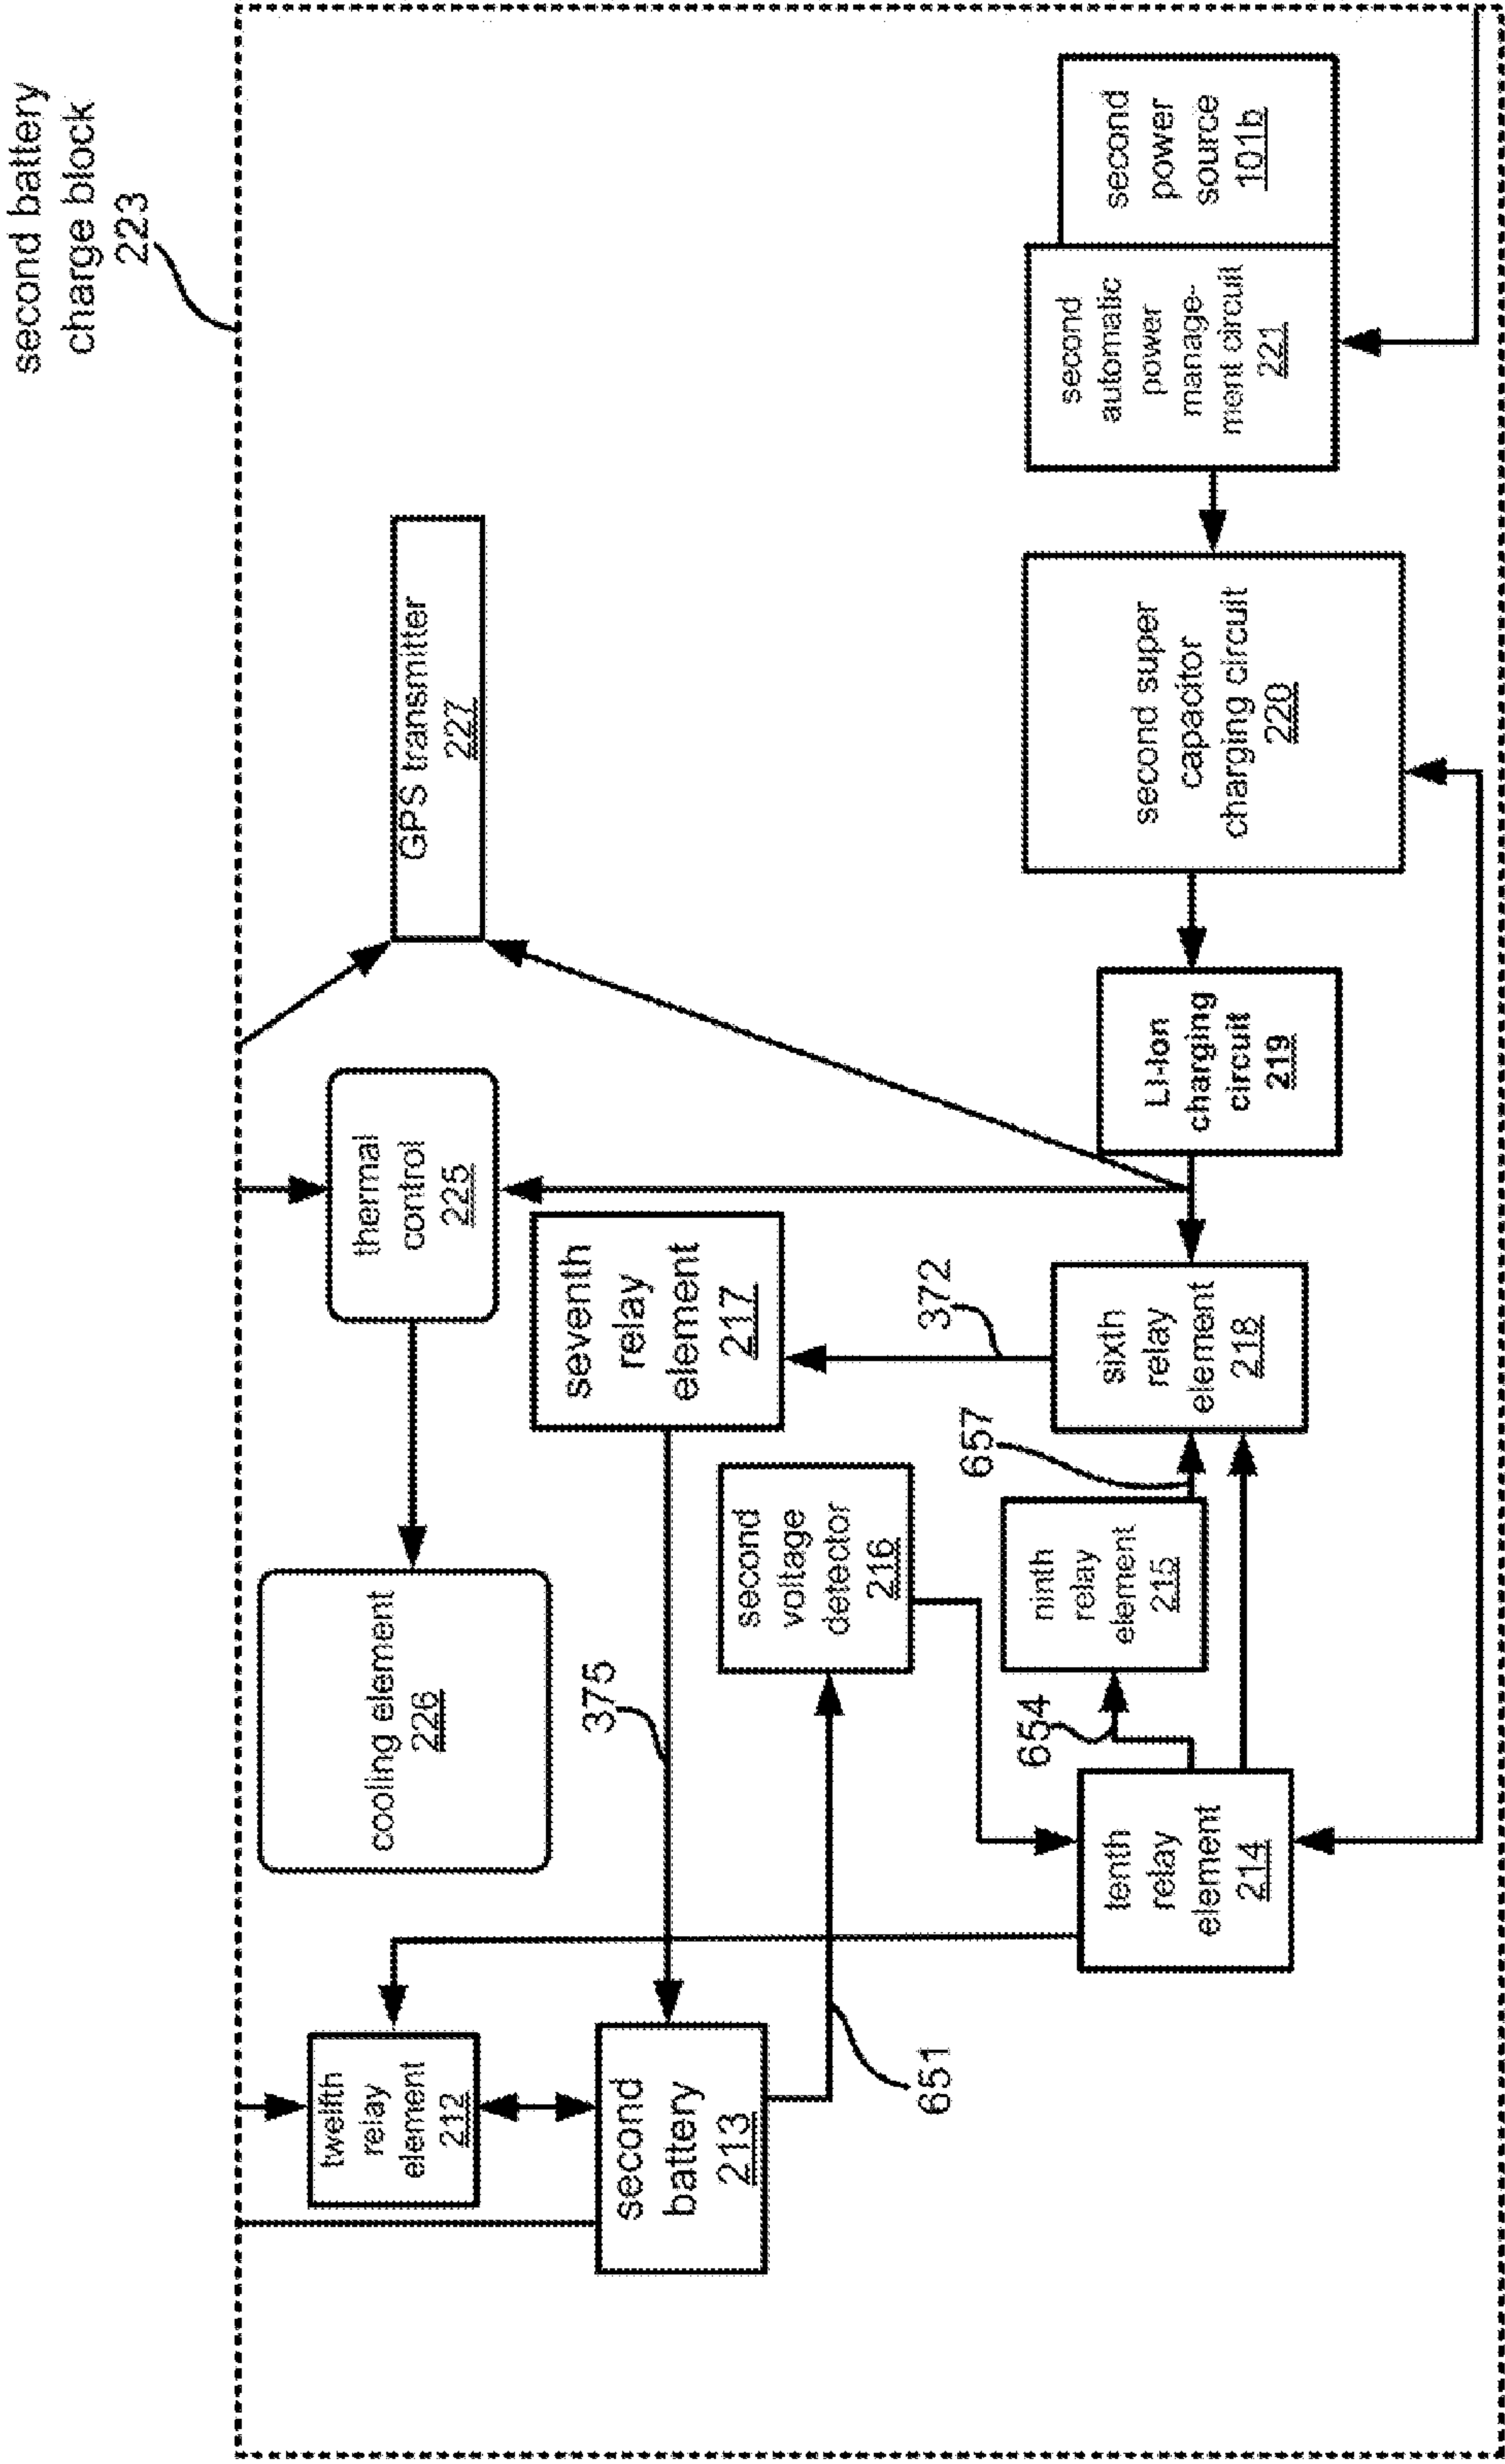 second battery
charge block
223
twelfth
relay
element
212
second
battery
213
651
cooling element
226
375
thermal
control
225
GPS transmitter
227
seventh
relay
element
217
second
voltage
detector
216
372
657
654
ninth
relay
element
215
tenth
relay
element
214
sixth
relay
element
218
LI-Ion
charging
circuit
219
second super
capacitor
charging circuit
220
second
automatic
power
manage-
ment circuit
221
second
power
source
101b